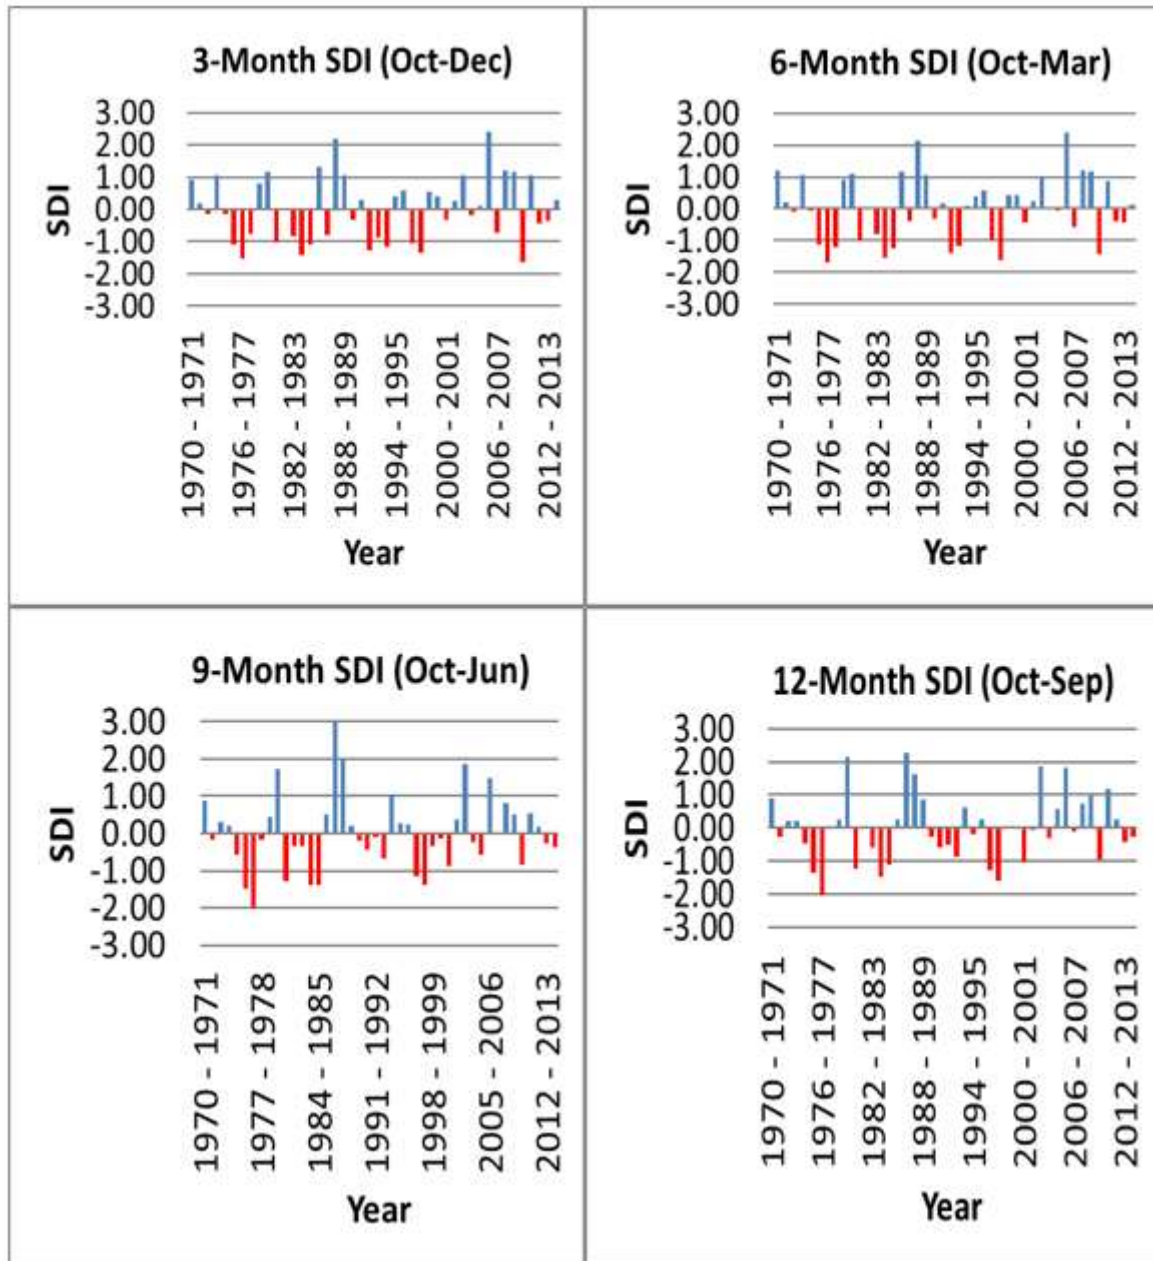 3-Month SDI (Oct-Dec)
3.00
2.00
1.00
0.00
-1.00
-2.00
-3.00
SDI
1970 - 1971
1976 - 1977
1982 - 1983
1988 - 1989
1994 - 1995
2000 - 2001
2006 - 2007
2012 - 2013
Year
6-Month SDI (Oct-Mar)
3.00
2.00
1.00
0.00
-1.00
-2.00
-3.00
SDI
1970 - 1971
1976 - 1977
1982 - 1983
1988 - 1989
1994 - 1995
2000 - 2001
2006 - 2007
2012 - 2013
Year
9-Month SDI (Oct-Jun)
3.00
2.00
1.00
0.00
-1.00
-2.00
-3.00
SDI
1970 - 1971
1977 - 1978
1984 - 1985
1991 - 1992
1998 - 1999
2005 - 2006
2012 - 2013
Year
12-Month SDI (Oct-Sep)
3.00
2.00
1.00
0.00
-1.00
-2.00
-3.00
SDI
1970 - 1971
1976 - 1977
1982 - 1983
1988 - 1989
1994 - 1995
2000 - 2001
2006 - 2007
2012 - 2013
Year